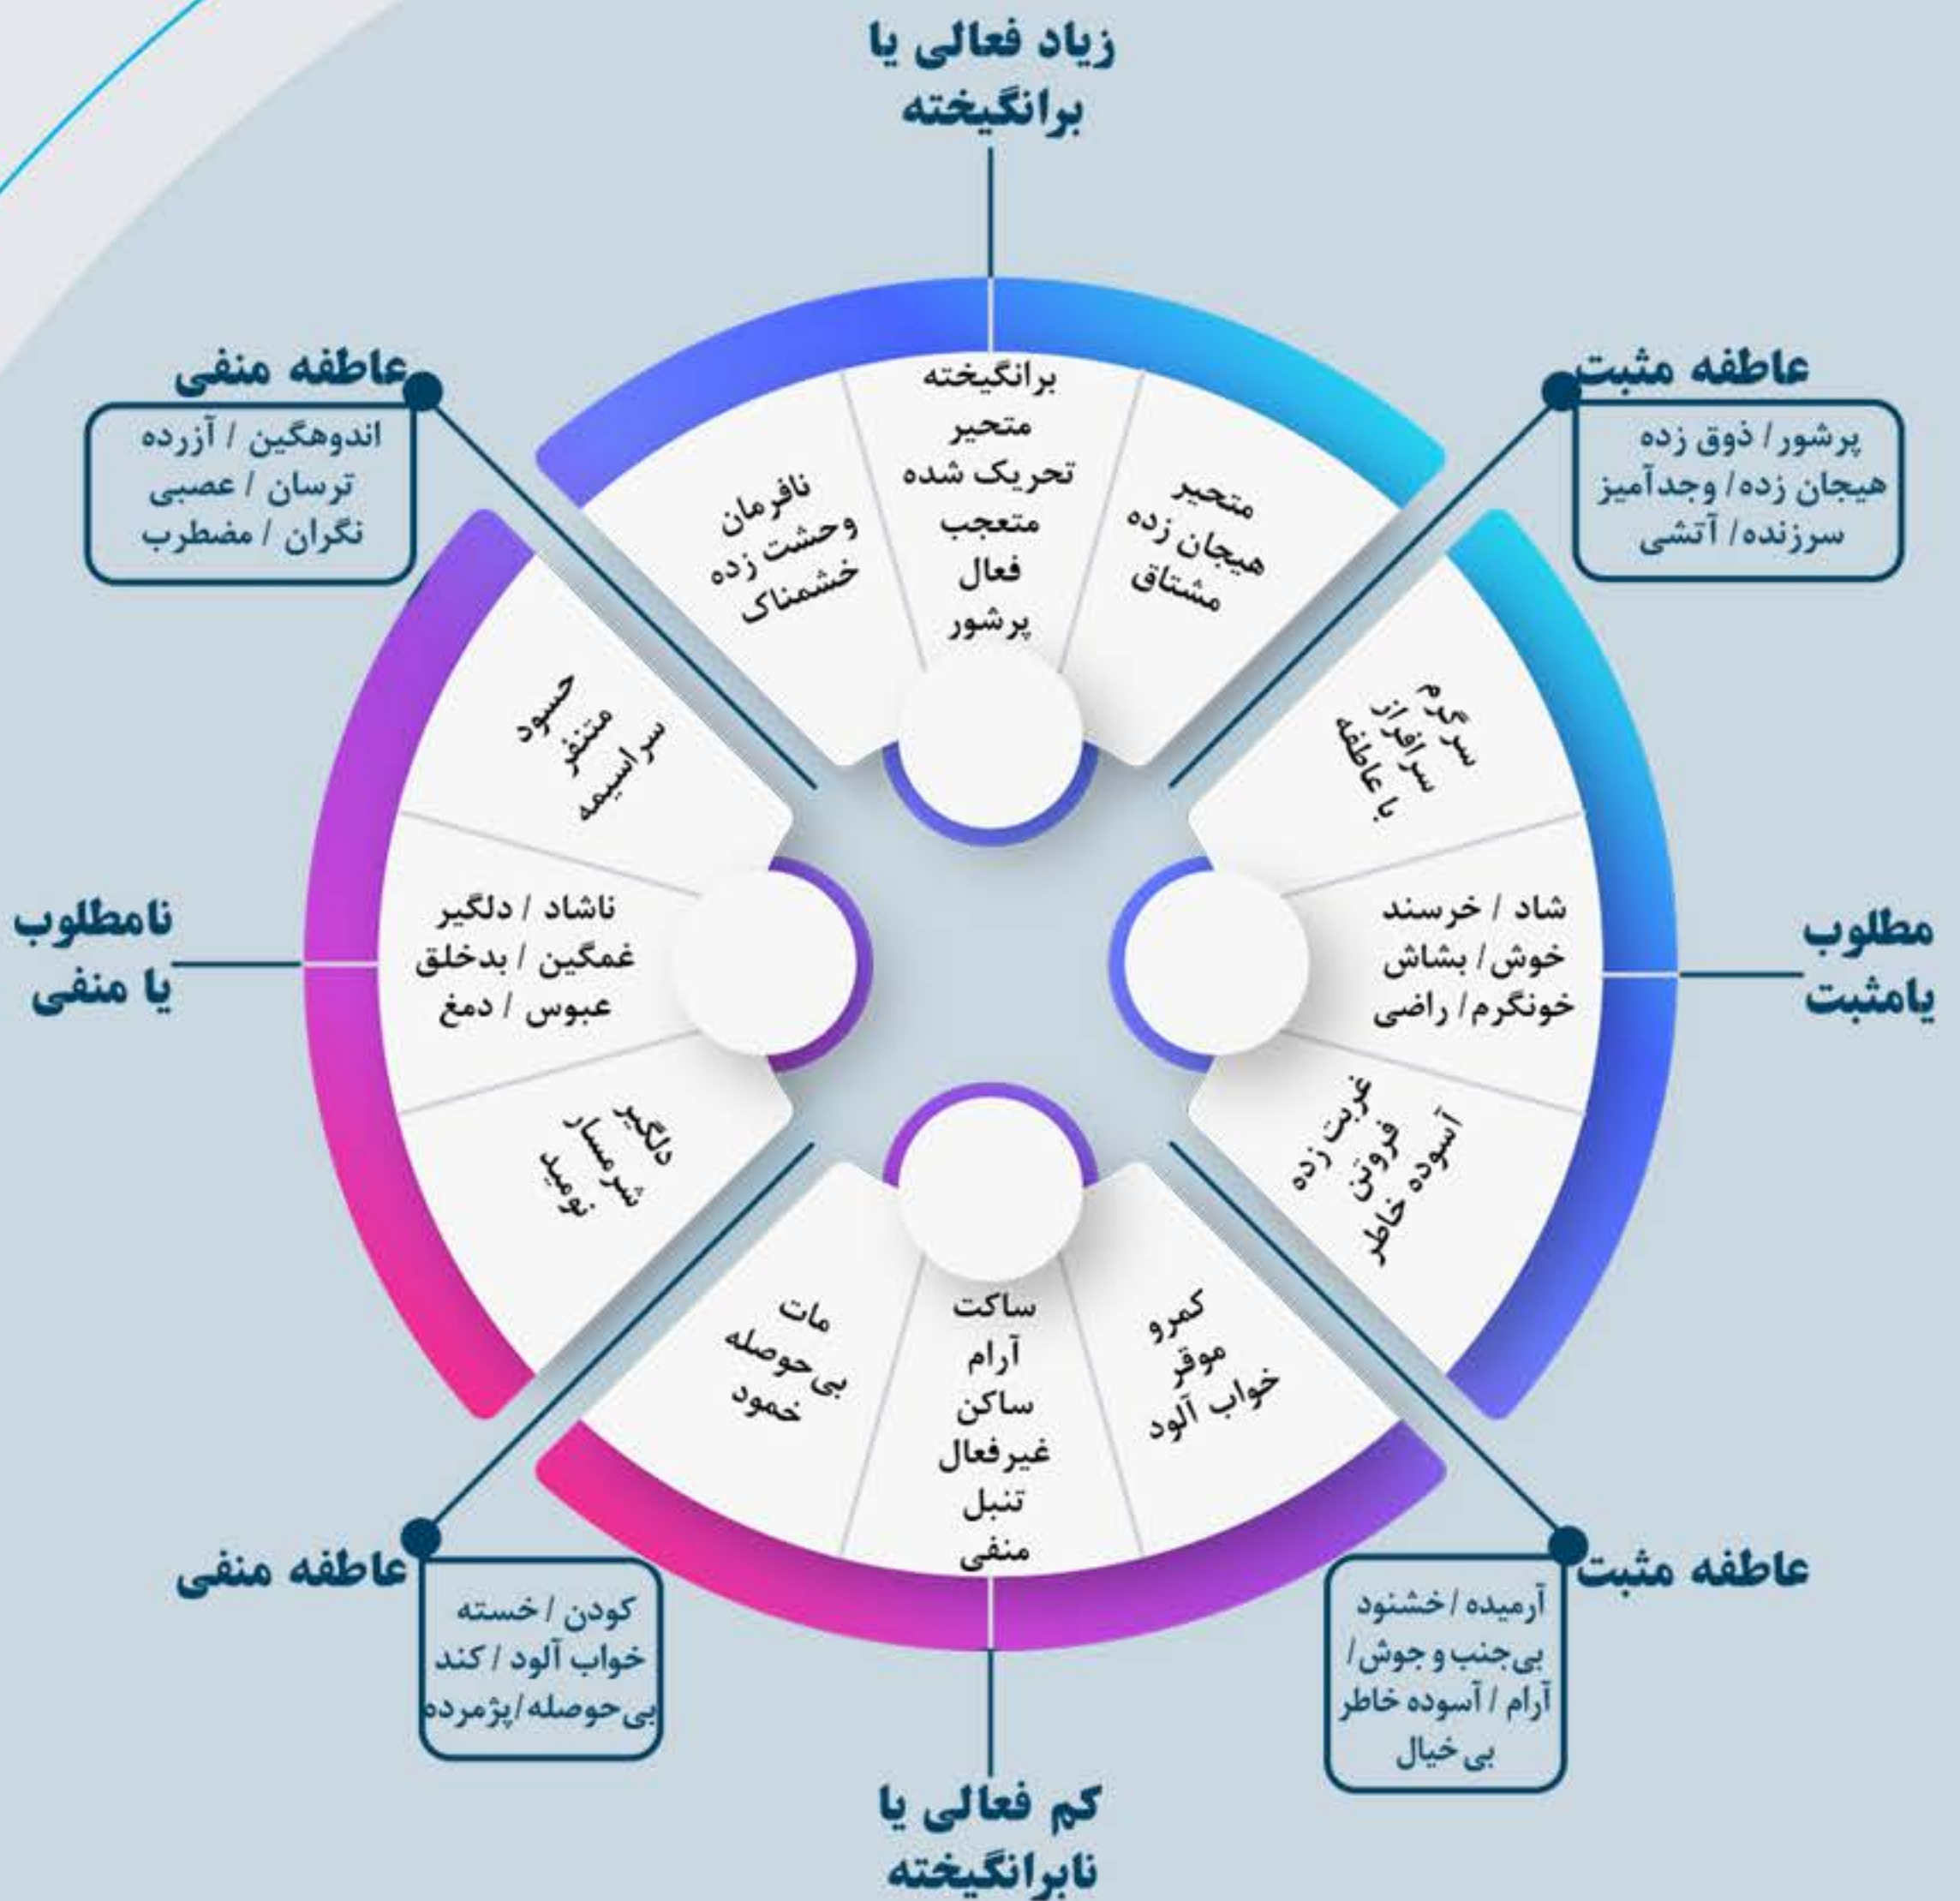 زیاد فعالی یا
برانگیخته
عاطفه مثبت
پرشور/ ذوق زده
هیجان زده/ وجدآمیز
سرزنده/ آتشی
عاطفه منفی
اندوهگین / آزرده
ترسان / عصبی
نگران / مضطرب
متحیر
هیجان زده
مشتاق
برانگیخته
متحیر
تحریک شده
متعجب
فعال
پرشور
نافرمان
وحشت زده
خشمناک
سرگرم
سرافراز
با عاطفه
حسود
متنفر
سراسیمه
مطلوب
یامثبت
شاد / خرسند
خوش/ بشاش
خونگرم/ راضی
ناشاد / دلگیر
غمگین / بدخلق
عبوس / دمغ
نامطلوب
یا منفی
غربت زده
فروتن
آسوده خاطر
دلگیر
شرمسار
نومید
کمرو
موقر
خواب آلود
ساکت
آرام
ساکن
غیرفعال
تنبل
منفی
مات
بی‌حوصله
خمود
عاطفه مثبت
آرمیده / خشنود
بی‌جنب و جوش/
آرام / آسوده خاطر
بی خیال
عاطفه منفی
کودن / خسته
خواب آلود / کند
بی‌حوصله/پژمرده
کم فعالی یا
نابرانگیخته